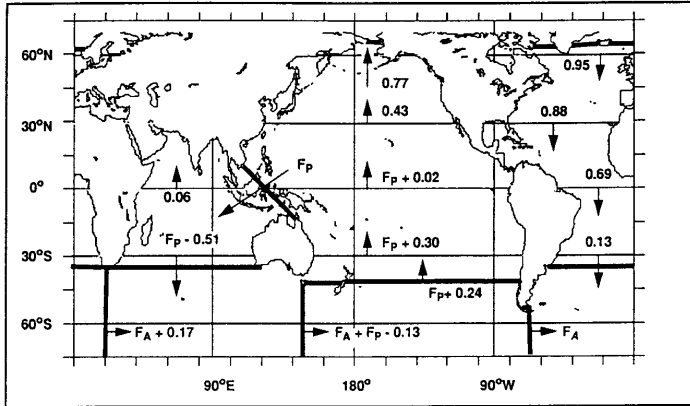 60°N
0.95
0.77
0.43
0.88
30°N
F_P
0.69
0°
0.06
F_P + 0.02
F_P - 0.51
F_P + 0.30
0.13
30°S
F_P+ 0.24
60°S
F_A + 0.17
F_A + F_P - 0.13
F_A
90°E
180°
90°W